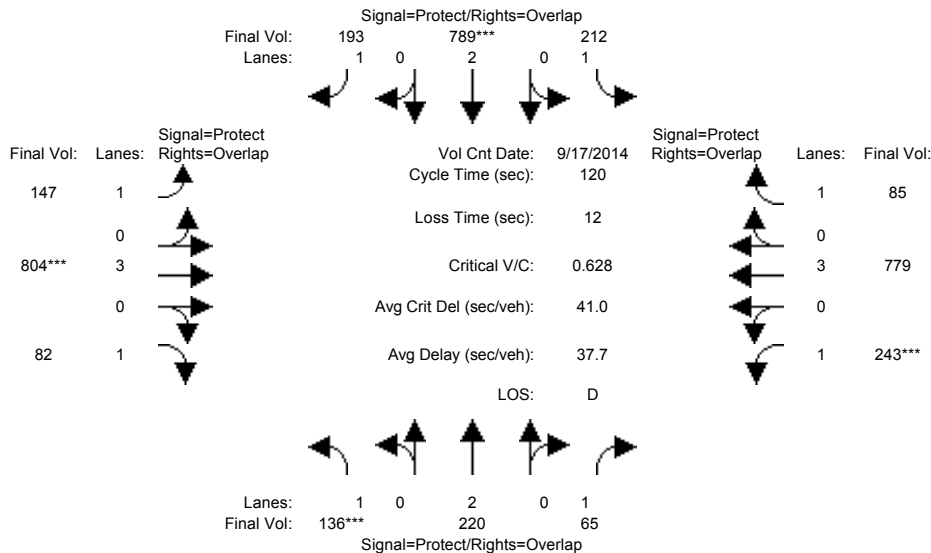 Signal=Protect/Rights=Overlap
Final Vol: 193 789*** 212
Lanes: 1 0 2 0 1
Signal=Protect
Final Vol: Lanes: Rights=Overlap
Vol Cnt Date: 9/17/2014
Signal=Protect
Rights=Overlap Lanes: Final Vol:
Cycle Time (sec): 120
147 1
1 85
Loss Time (sec): 12
0
0
804*** 3
Critical V/C: 0.628
3 779
0
Avg Crit Del (sec/veh): 41.0
0
82 1
Avg Delay (sec/veh): 37.7
1 243***
LOS: D
Lanes: 1 0 2 0 1
Final Vol: 136*** 220 65
Signal=Protect/Rights=Overlap